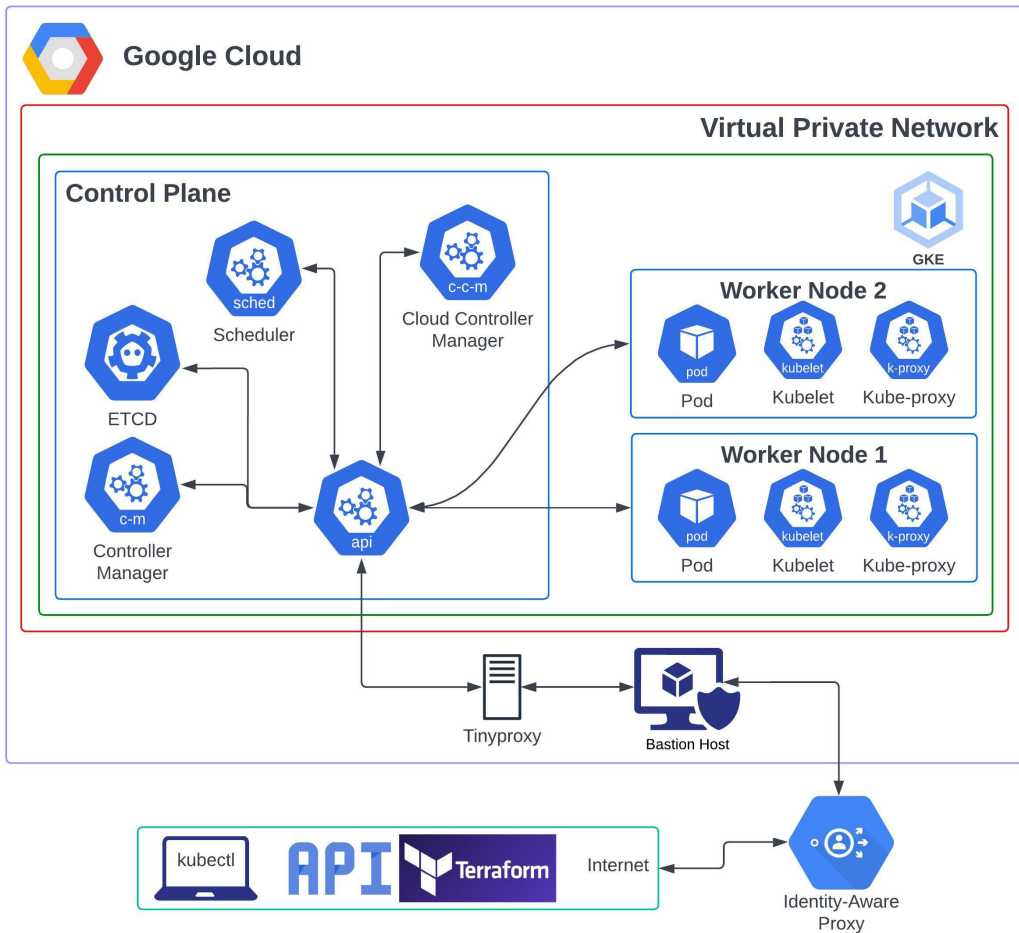 Google Cloud
Virtual Private Network
Control Plane
GKE
sched
Scheduler
c-c-m
Cloud Controller
Manager
ETCD
c-m
Controller
Manager
api
Worker Node 2
pod
Pod
kubelet
Kubelet
k-proxy
Kube-proxy
Worker Node 1
pod
Pod
kubelet
Kubelet
k-proxy
Kube-proxy
Tinyproxy
Bastion Host
kubectl
API
Terraform
Internet
Identity-Aware
Proxy